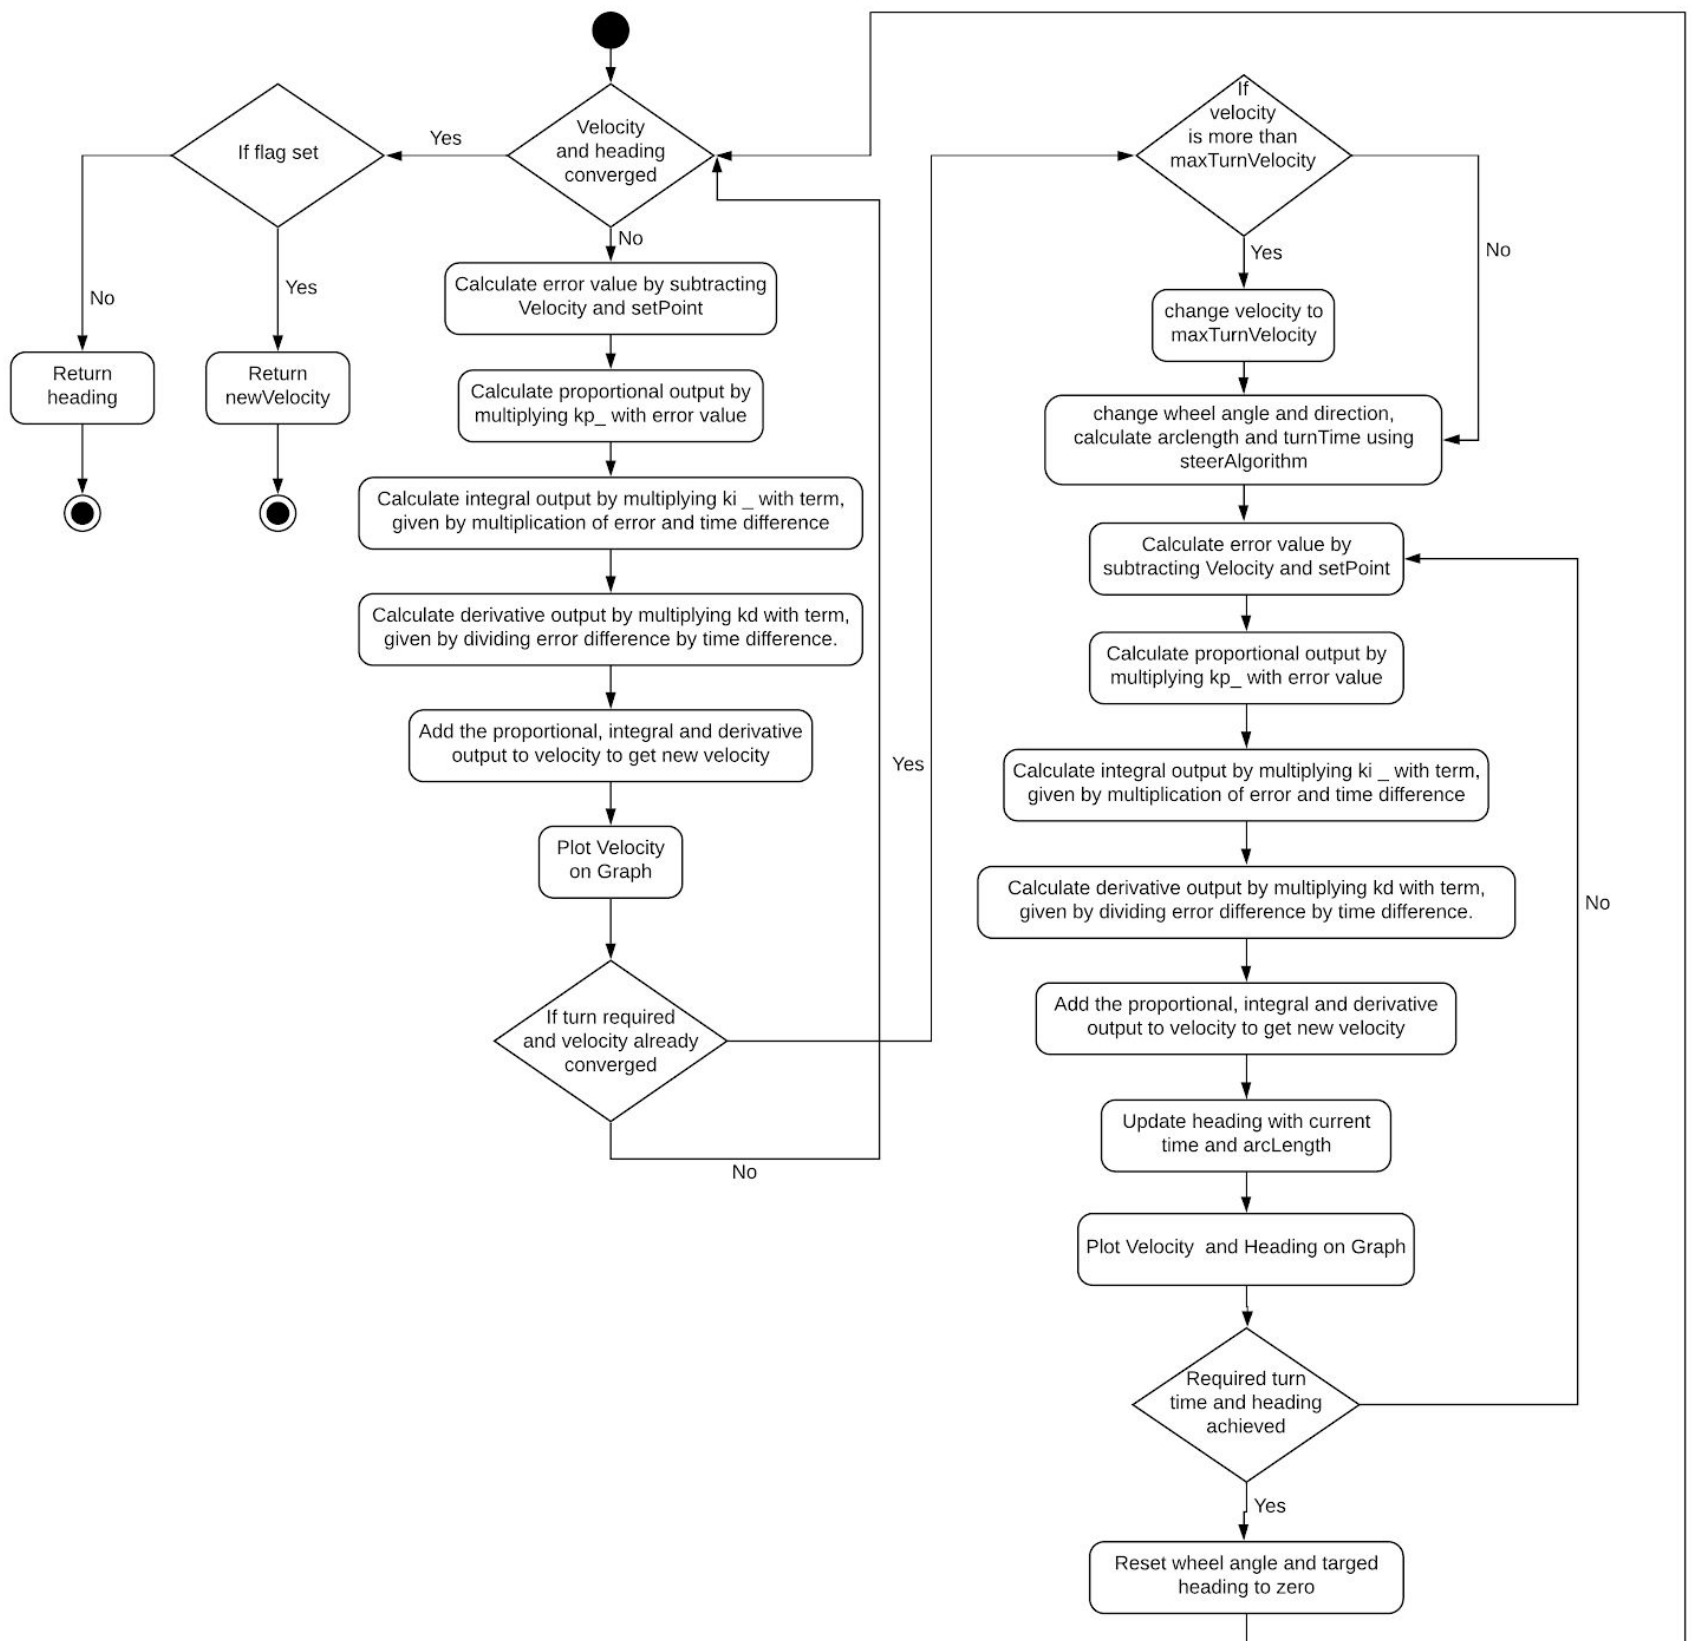 If flag set
Yes
Velocity
and heading
converged
No
Yes
Return
heading
Return
newVelocity
No
Calculate error value by subtracting
Velocity and setPoint
Calculate proportional output by
multiplying kp_ with error value
Calculate integral output by multiplying ki _ with term,
given by multiplication of error and time difference
Calculate derivative output by multiplying kd with term,
given by dividing error difference by time difference.
Add the proportional, integral and derivative
output to velocity to get new velocity
Plot Velocity
on Graph
If turn required
and velocity already
converged
No
Yes
If
velocity
is more than
maxTurnVelocity
Yes
No
change velocity to
maxTurnVelocity
change wheel angle and direction,
calculate arclength and turnTime using
steerAlgorithm
Calculate error value by
subtracting Velocity and setPoint
Calculate proportional output by
multiplying kp_ with error value
Calculate integral output by multiplying ki _ with term,
given by multiplication of error and time difference
Calculate derivative output by multiplying kd with term,
given by dividing error difference by time difference.
No
Add the proportional, integral and derivative
output to velocity to get new velocity
Update heading with current
time and arcLength
Plot Velocity  and Heading on Graph
Required turn
time and heading
achieved
Yes
Reset wheel angle and targed
heading to zero